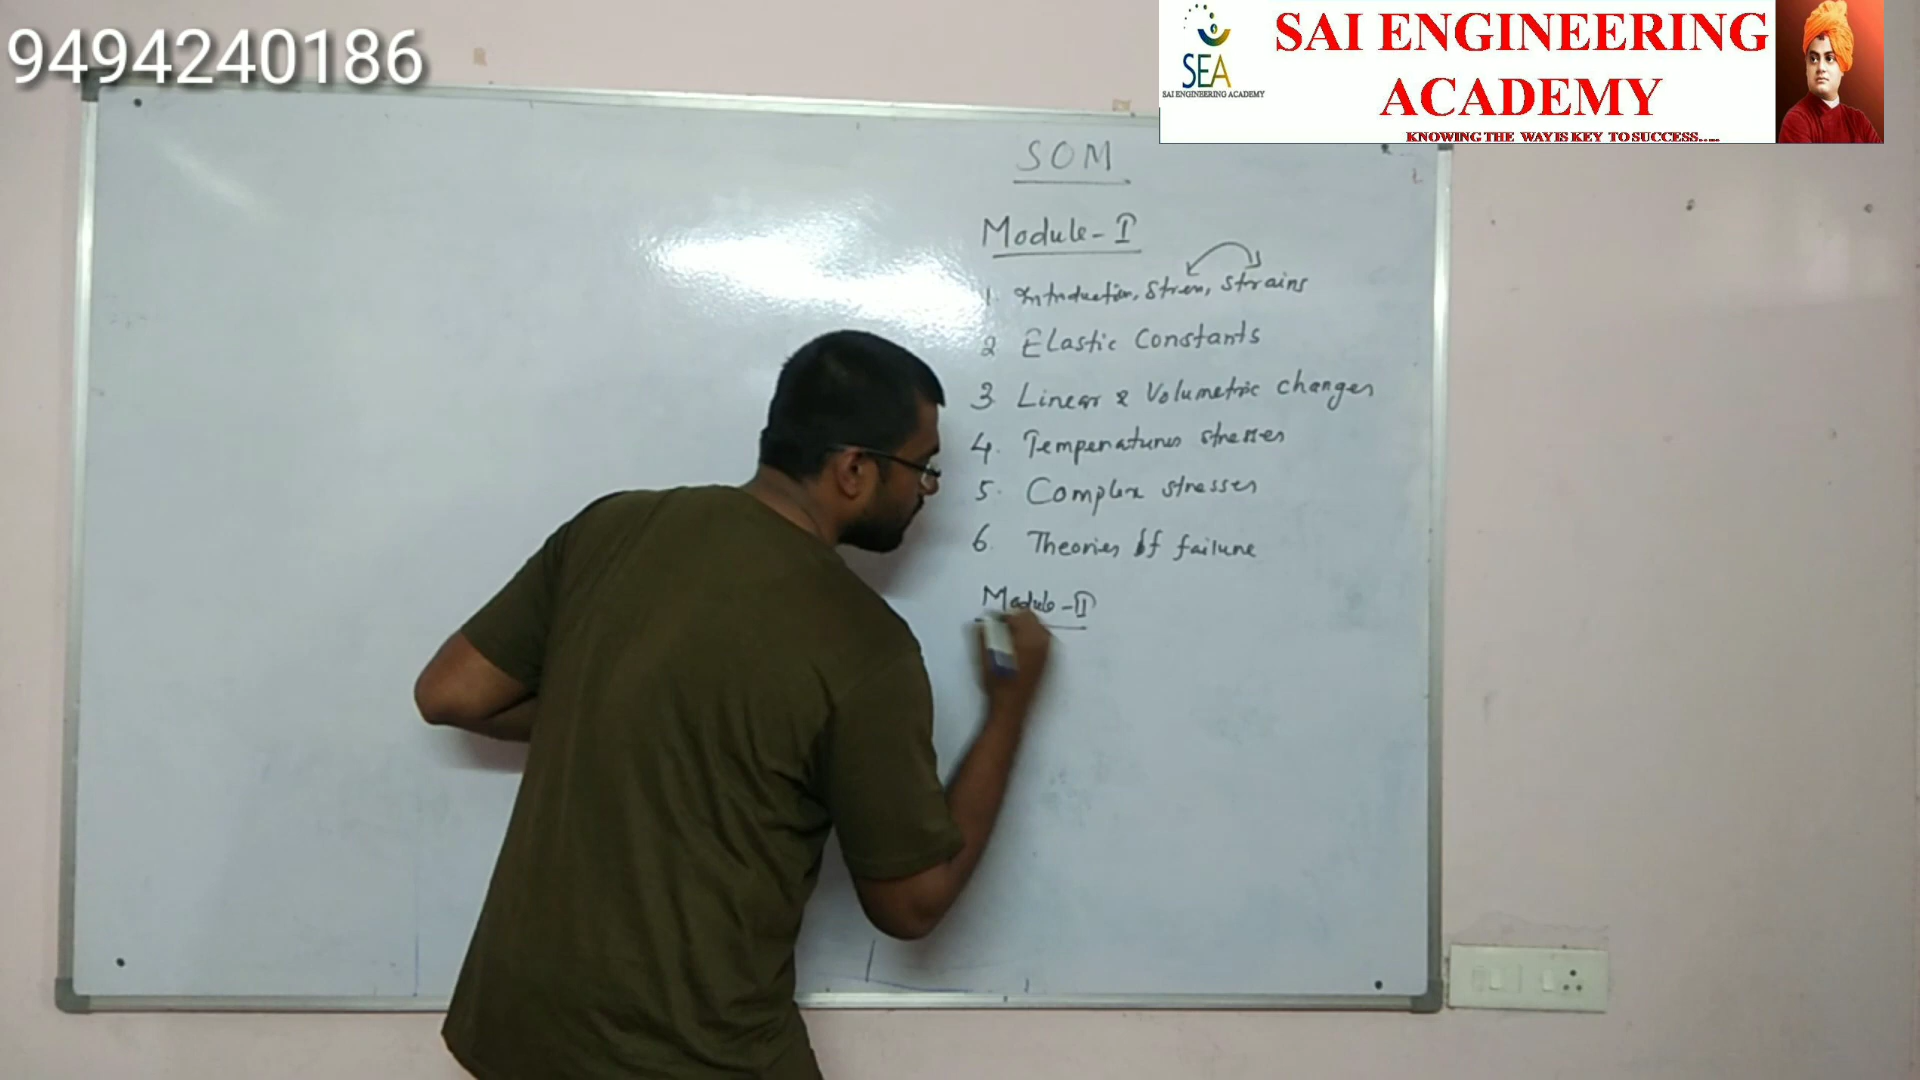 9494240186
SEA
SAI ENGINEERING ACADEMY
SAI ENGINEERING
ACADEMY
KNOWING THE WAY IS KEY TO SUCCESS.....
SOM
Module-I
1 Introduction, Stress, Strains
2 Elastic Constants
3. Linear & Volumetric changes
4. Temperatures stresses
5. Complex stresses
6. Theories of failure
Module-II